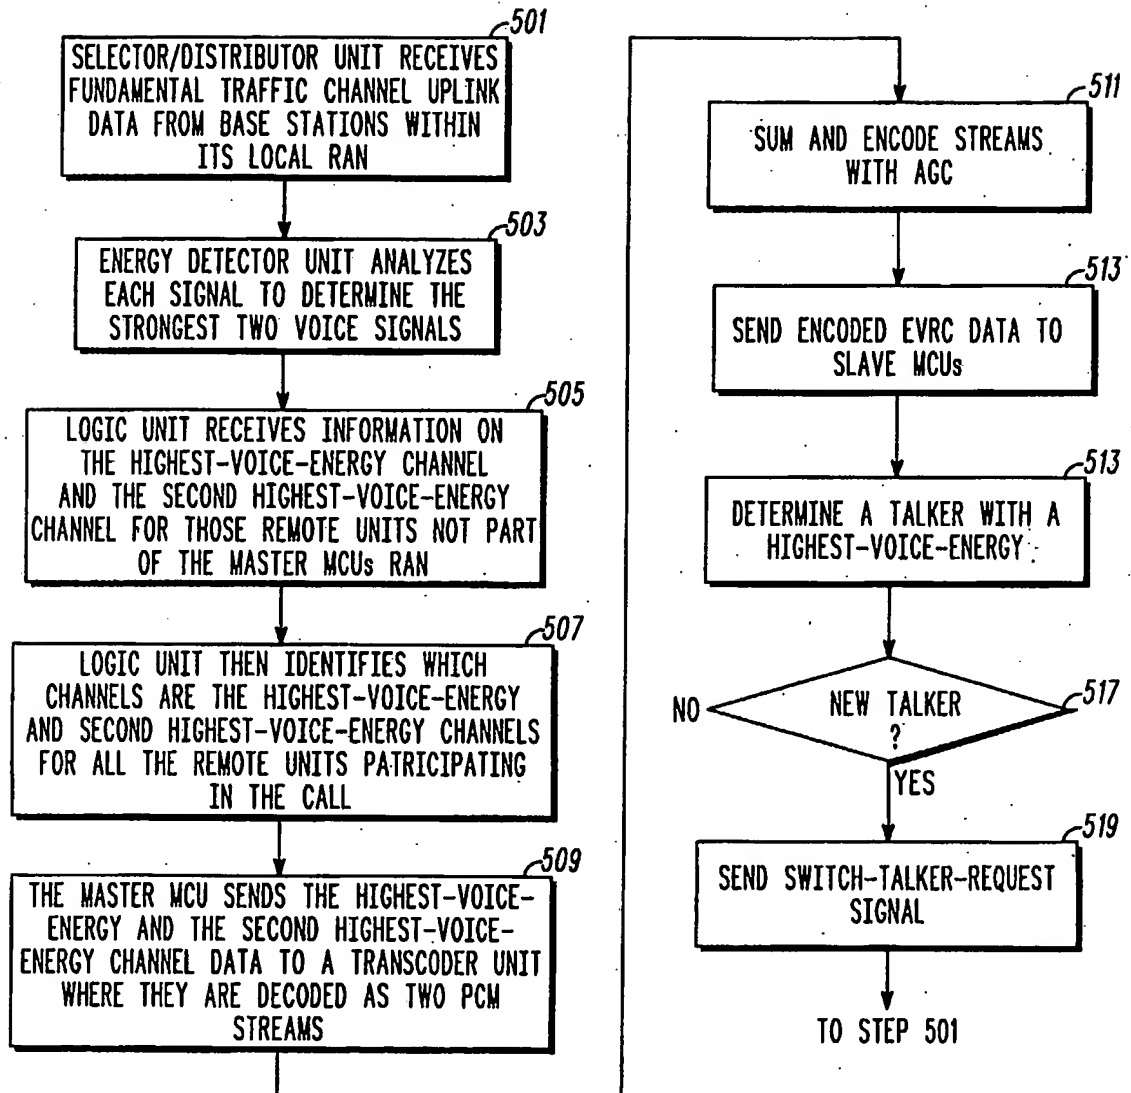 501
SELECTOR/DISTRIBUTOR UNIT RECEIVES
FUNDAMENTAL TRAFFIC CHANNEL UPLINK
DATA FROM BASE STATIONS WITHIN
ITS LOCAL RAN
503
ENERGY DETECTOR UNIT ANALYZES
EACH SIGNAL TO DETERMINE THE
STRONGEST TWO VOICE SIGNALS
505
LOGIC UNIT RECEIVES INFORMATION ON
THE HIGHEST-VOICE-ENERGY CHANNEL
AND THE SECOND HIGHEST-VOICE-ENERGY
CHANNEL FOR THOSE REMOTE UNITS NOT PART
OF THE MASTER MCUs RAN
507
LOGIC UNIT THEN IDENTIFIES WHICH
CHANNELS ARE THE HIGHEST-VOICE-ENERGY
AND SECOND HIGHEST-VOICE-ENERGY CHANNELS
FOR ALL THE REMOTE UNITS PATRICIPATING
IN THE CALL
509
THE MASTER MCU SENDS THE HIGHEST-VOICE-
ENERGY AND THE SECOND HIGHEST-VOICE-
ENERGY CHANNEL DATA TO A TRANSCODER UNIT
WHERE THEY ARE DECODED AS TWO PCM
STREAMS
511
SUM AND ENCODE STREAMS
WITH AGC
513
SEND ENCODED EVRC DATA TO
SLAVE MCUs
513
DETERMINE A TALKER WITH A
HIGHEST-VOICE-ENERGY
517
NO
NEW TALKER
?
YES
519
SEND SWITCH-TALKER-REQUEST
SIGNAL
TO STEP 501